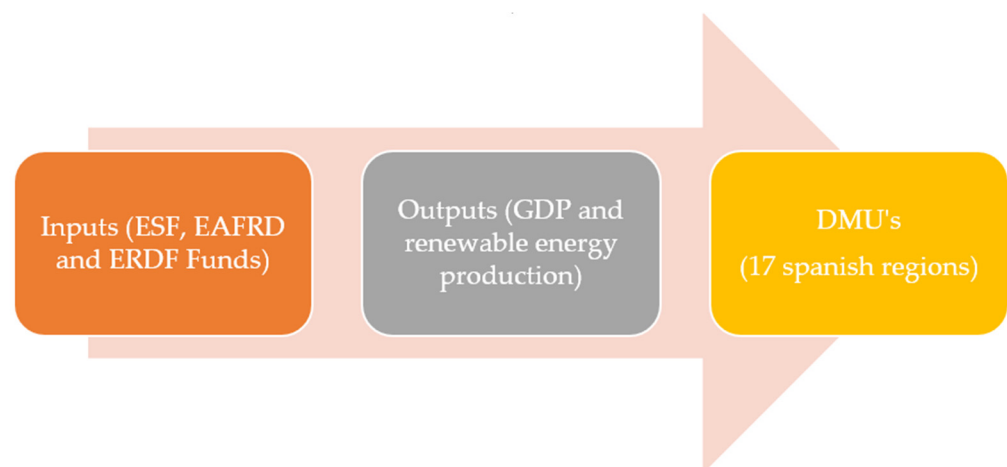 Inputs (ESF, EAFRD
and ERDF Funds)
Outputs (GDP and
renewable energy
production)
DMU's
(17 spanish regions)